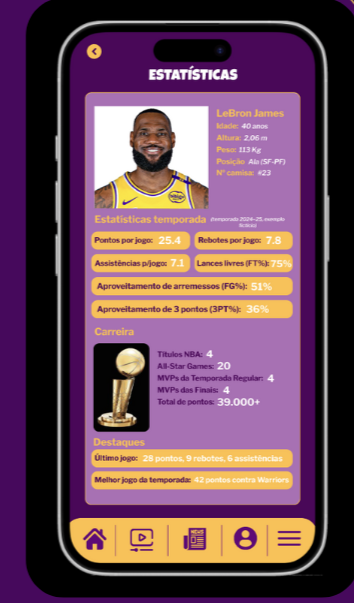 ESTATÍSTICAS
LeBron James
Idade: 40 anos
Altura: 2,06 m
Peso: 113 Kg
Posição Ala (SF-PF)
Nº camisa: #23
Estatísticas temporada (temporada 2024-25, exemplo
fictício)
Pontos por jogo: 25.4 Rebotes por jogo: 7.8
Assistências p/jogo: 7.1 Lances livres (FT%): 75%
Aproveitamento de arremessos (FG%): 51%
Aproveitamento de 3 pontos (3PT%): 36%
Carreira
Títulos NBA: 4
All-Star Games: 20
MVPs da Temporada Regular: 4
MVPs das Finais: 4
Total de pontos: 39.000+
Destaques
Último jogo: 28 pontos, 9 robotes, 6 assistências
Melhor jogo da temporada: 42 pontos contra Warriors